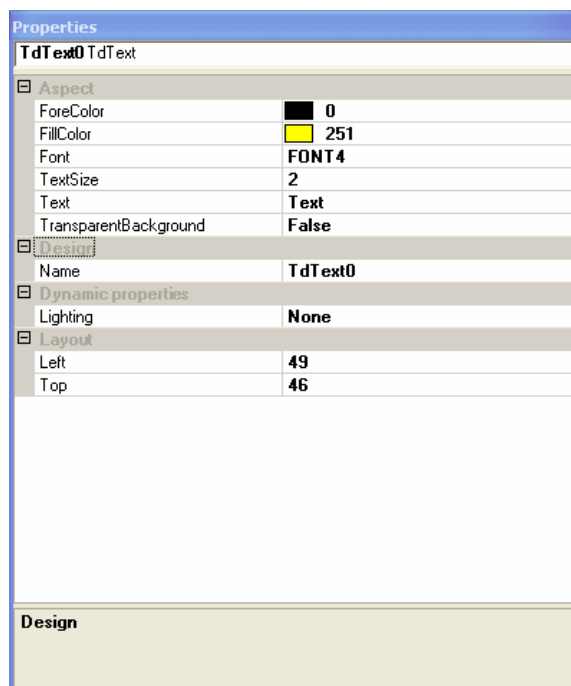 Properties
TdText0 TdText
Aspect
ForeColor 0
FillColor 251
Font FONT4
TextSize 2
Text Text
TransparentBackground False
Design
Name TdText0
Dynamic properties
Lighting None
Layout
Left 49
Top 46
Design